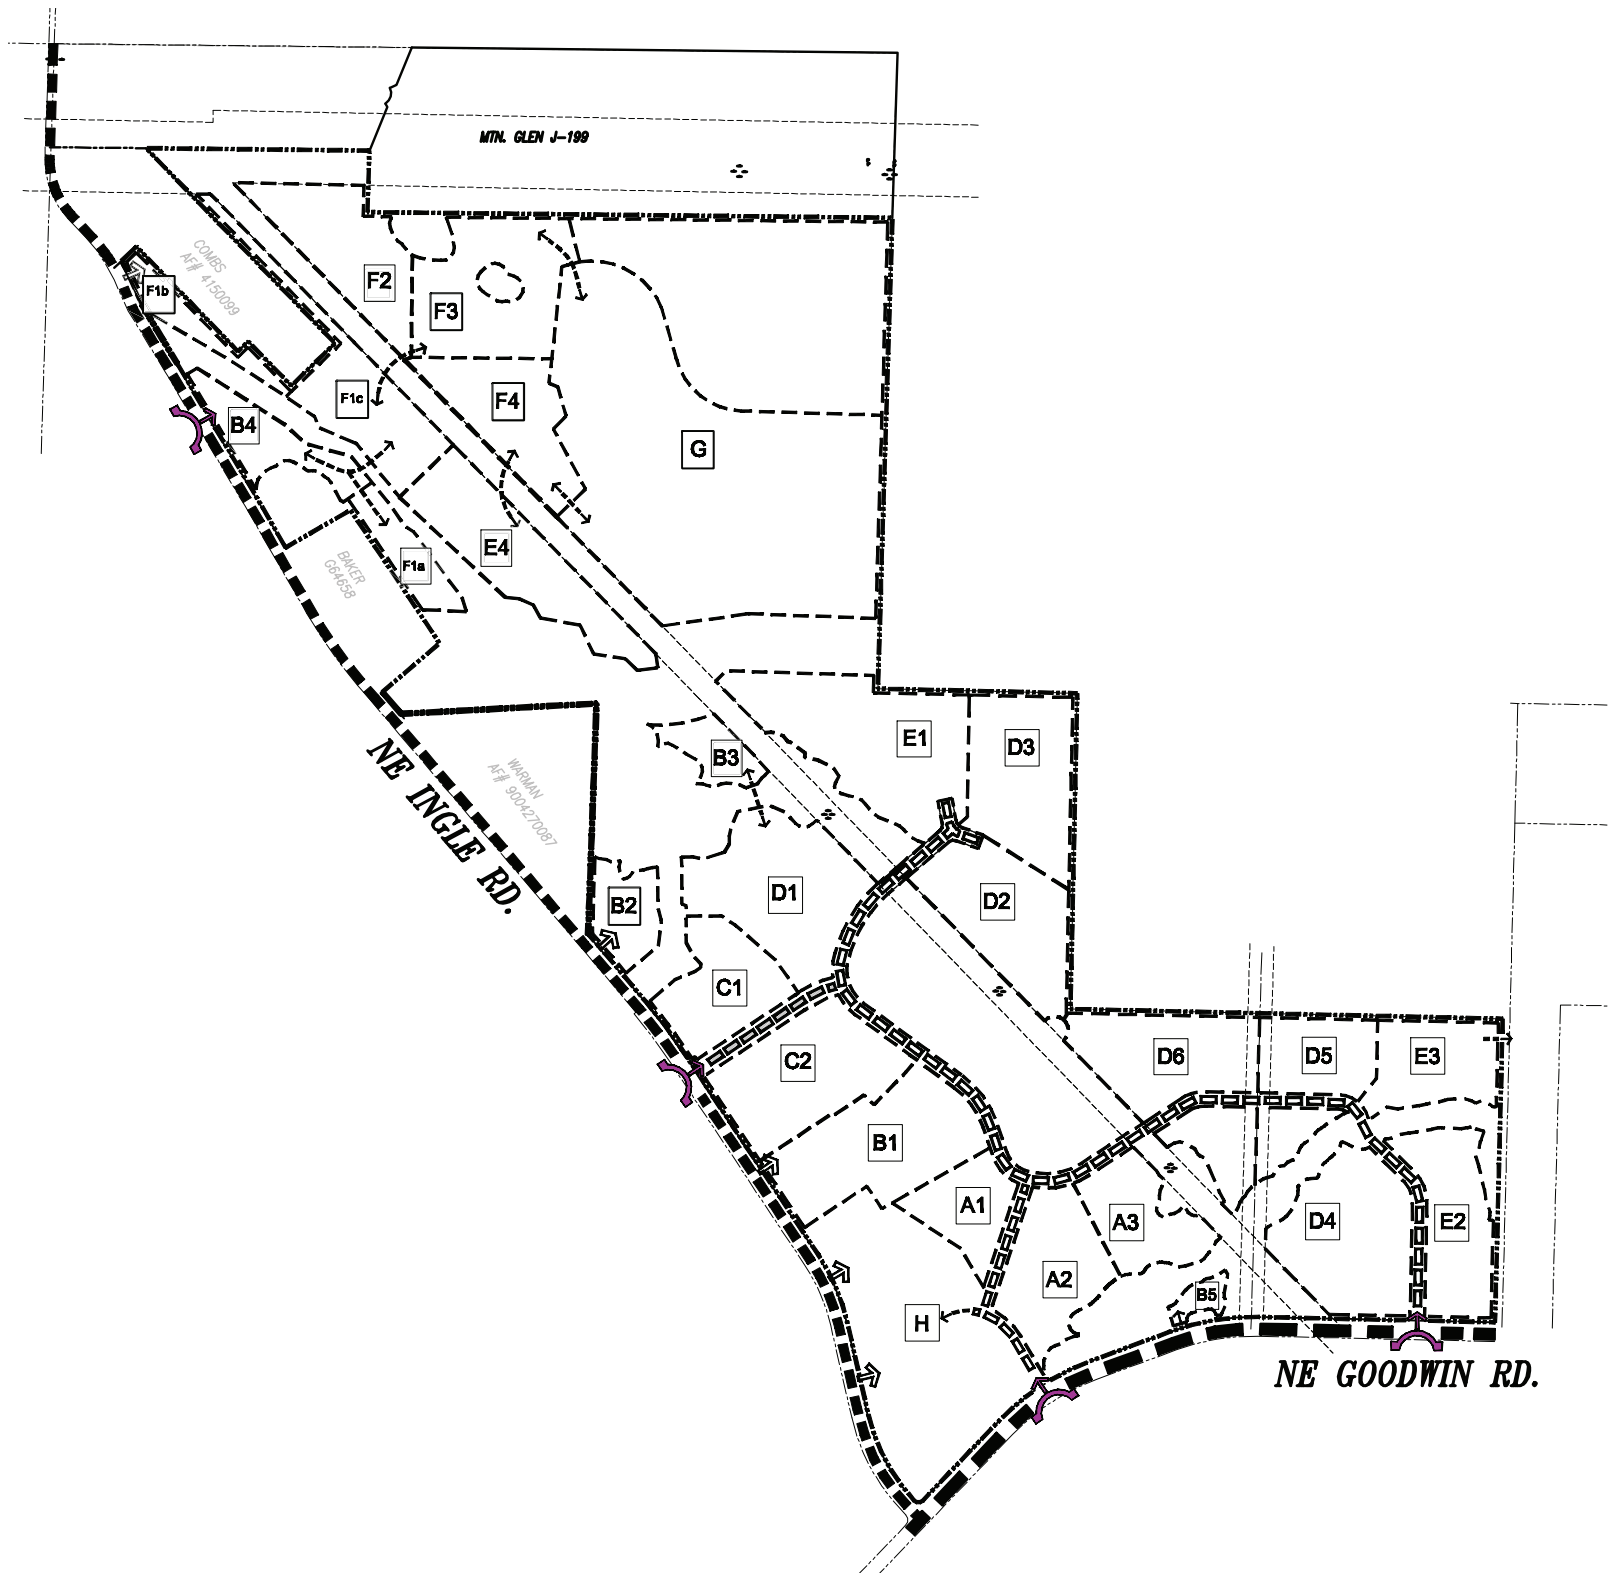 MTN. GLEN J-199
COMBS
AF# 4150099
F1b
F2
F3
F1c
F4
B4
G
E4
F1a
BAKER
G64658
E1
D3
B3
NE INGLE RD.
WARMAN
AF# 9004270087
D1
B2
D2
C1
C2
D6
D5
E3
B1
A1
A3
D4
E2
A2
B5
H
NE GOODWIN RD.